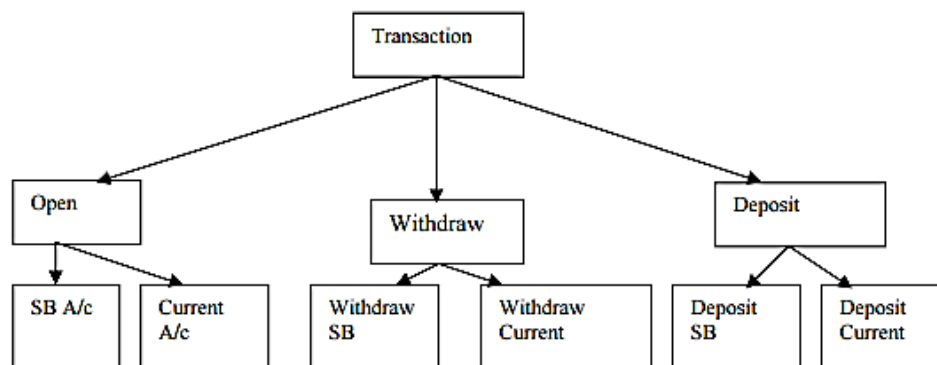 Transaction
Open
Withdraw
Deposit
SB A/c
Current
A/c
Withdraw
SB
Withdraw
Current
Deposit
SB
Deposit
Current